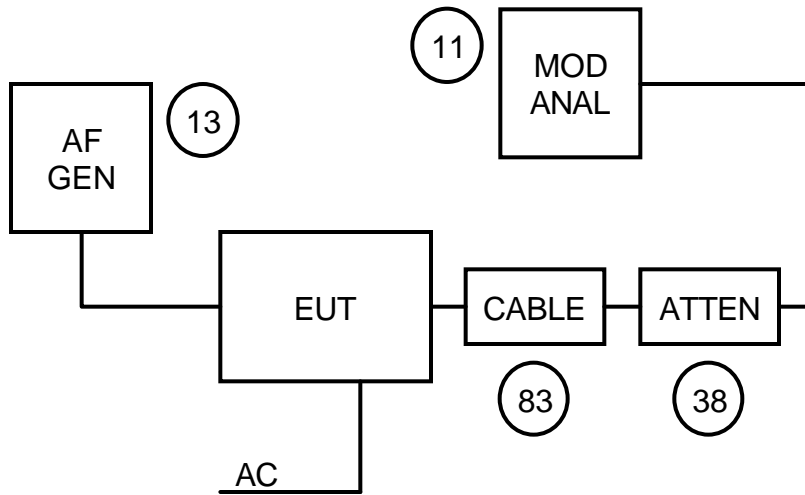 11
MOD
ANAL
AF
GEN
13
EUT
CABLE
ATTEN
83
38
AC